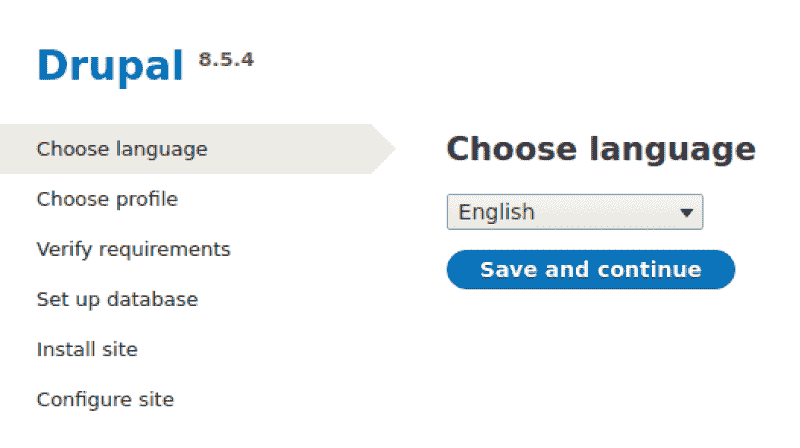 Drupal 8.5.4
Choose language
Choose profile
Verify requirements
Set up database
Install site
Configure site
Choose language
English
Save and continue